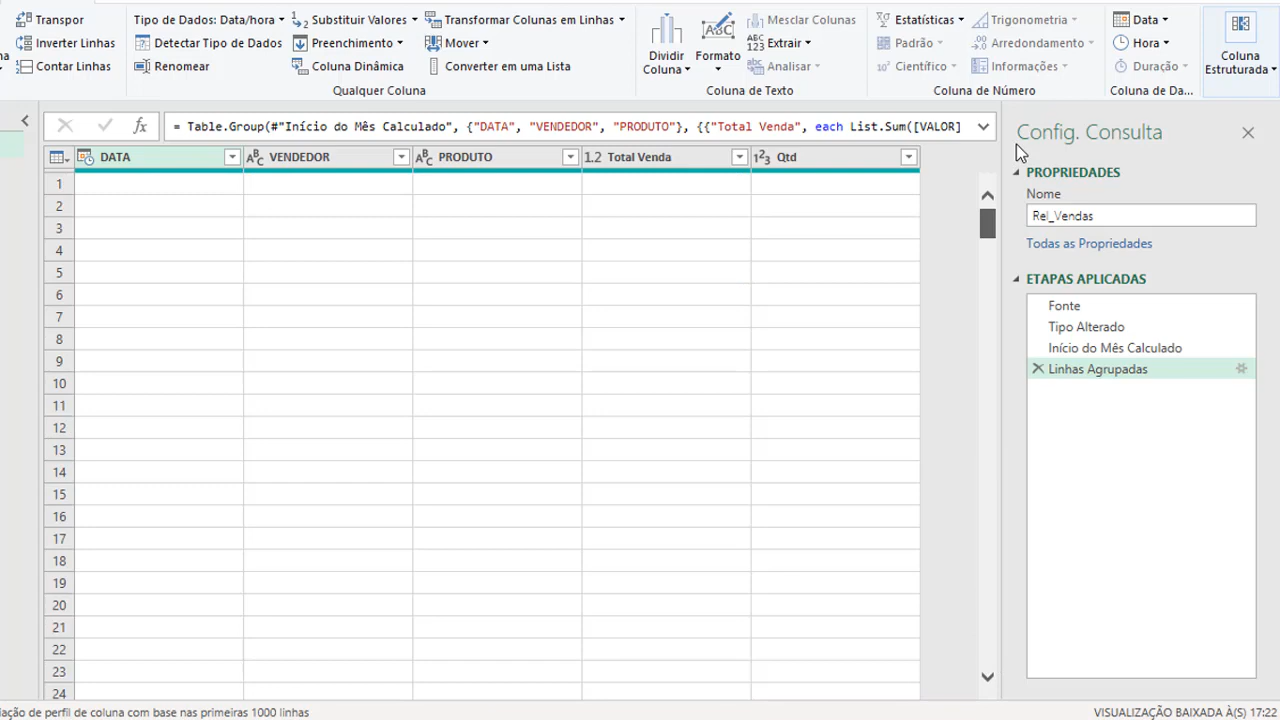 Transpor
Tipo de Dados: Data/hora
Substituir Valores
Transformar Colunas em Linhas
Mesclar Colunas
Estatísticas
Trigonometria
Data
Inverter Linhas
Detectar Tipo de Dados
Preenchimento
Mover
Dividir
Coluna
Formato
Extrair
Padrão
Arredondamento
Hora
Coluna
Estruturada
na
Contar Linhas
Renomear
Coluna Dinâmica
Converter em uma Lista
Analisar
Científico
Informações
Duração
Qualquer Coluna
Coluna de Texto
Coluna de Número
Coluna de Da...
= Table.Group(#"Início do Mês Calculado", {"DATA", "VENDEDOR", "PRODUTO"}, {{"Total Venda", each List.Sum([VALOR]
DATA VENDEDOR PRODUTO 1.2 Total Venda Qtd
1
2
3
4
5
6
7
8
9
10
11
12
13
14
15
16
17
18
19
20
21
22
23
24
Config. Consulta
PROPRIEDADES
Nome
Rel_Vendas
Todas as Propriedades
ETAPAS APLICADAS
Fonte
Tipo Alterado
Início do Mês Calculado
Linhas Agrupadas
iação de perfil de coluna com base nas primeiras 1000 linhas
VISUALIZAÇÃO BAIXADA À(S) 17:22